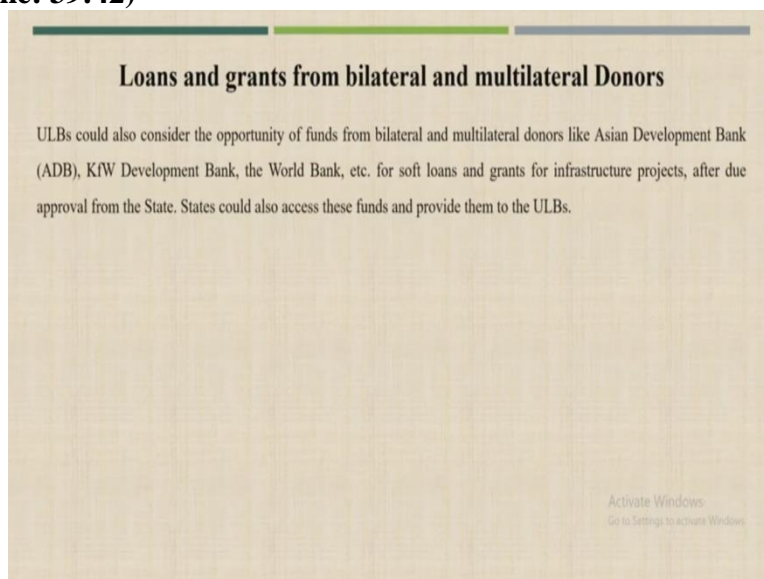 Loans and grants from bilateral and multilateral Donors
ULBs could also consider the opportunity of funds from bilateral and multilateral donors like Asian Development Bank
(ADB), KfW Development Bank, the World Bank, etc. for soft loans and grants for infrastructure projects, after due
approval from the State. States could also access these funds and provide them to the ULBs.
Activate Windows
Go to Settings to activate Windows.